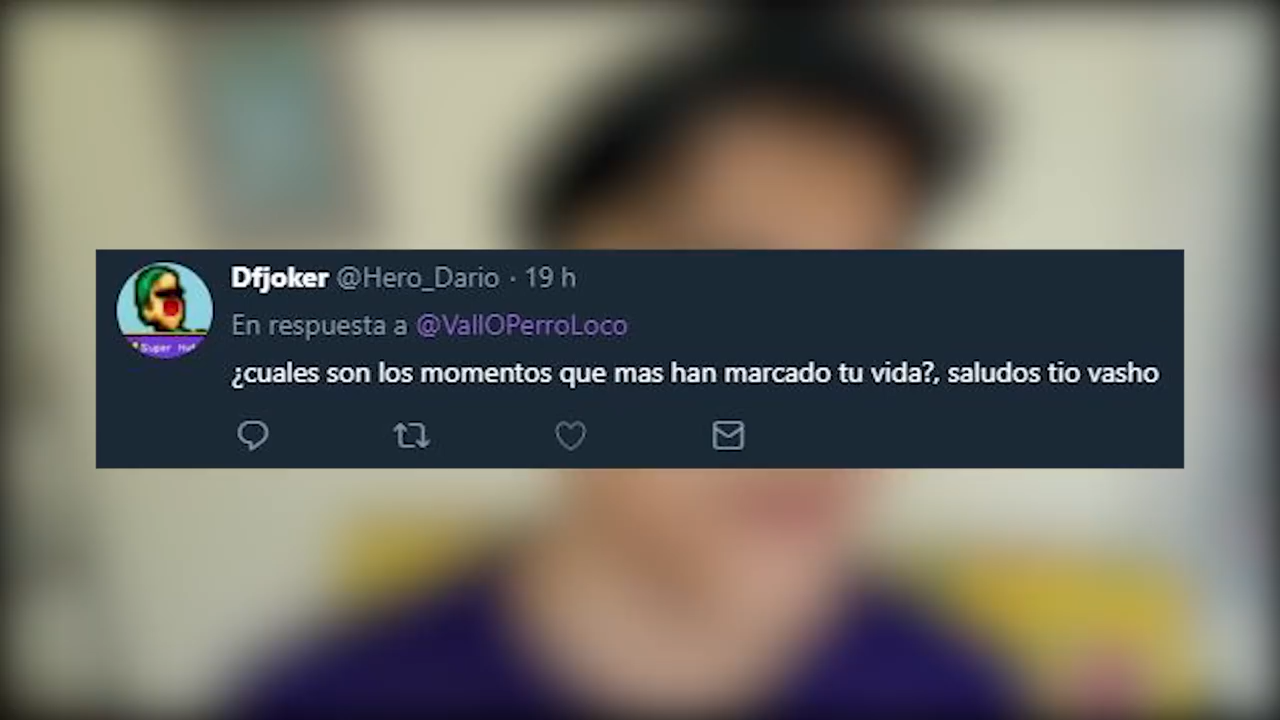 Dfjoker @Hero_Dario · 19 h
En respuesta a @VallOPerroLoco
¿cuales son los momentos que mas han marcado tu vida?, saludos tio vasho
Super